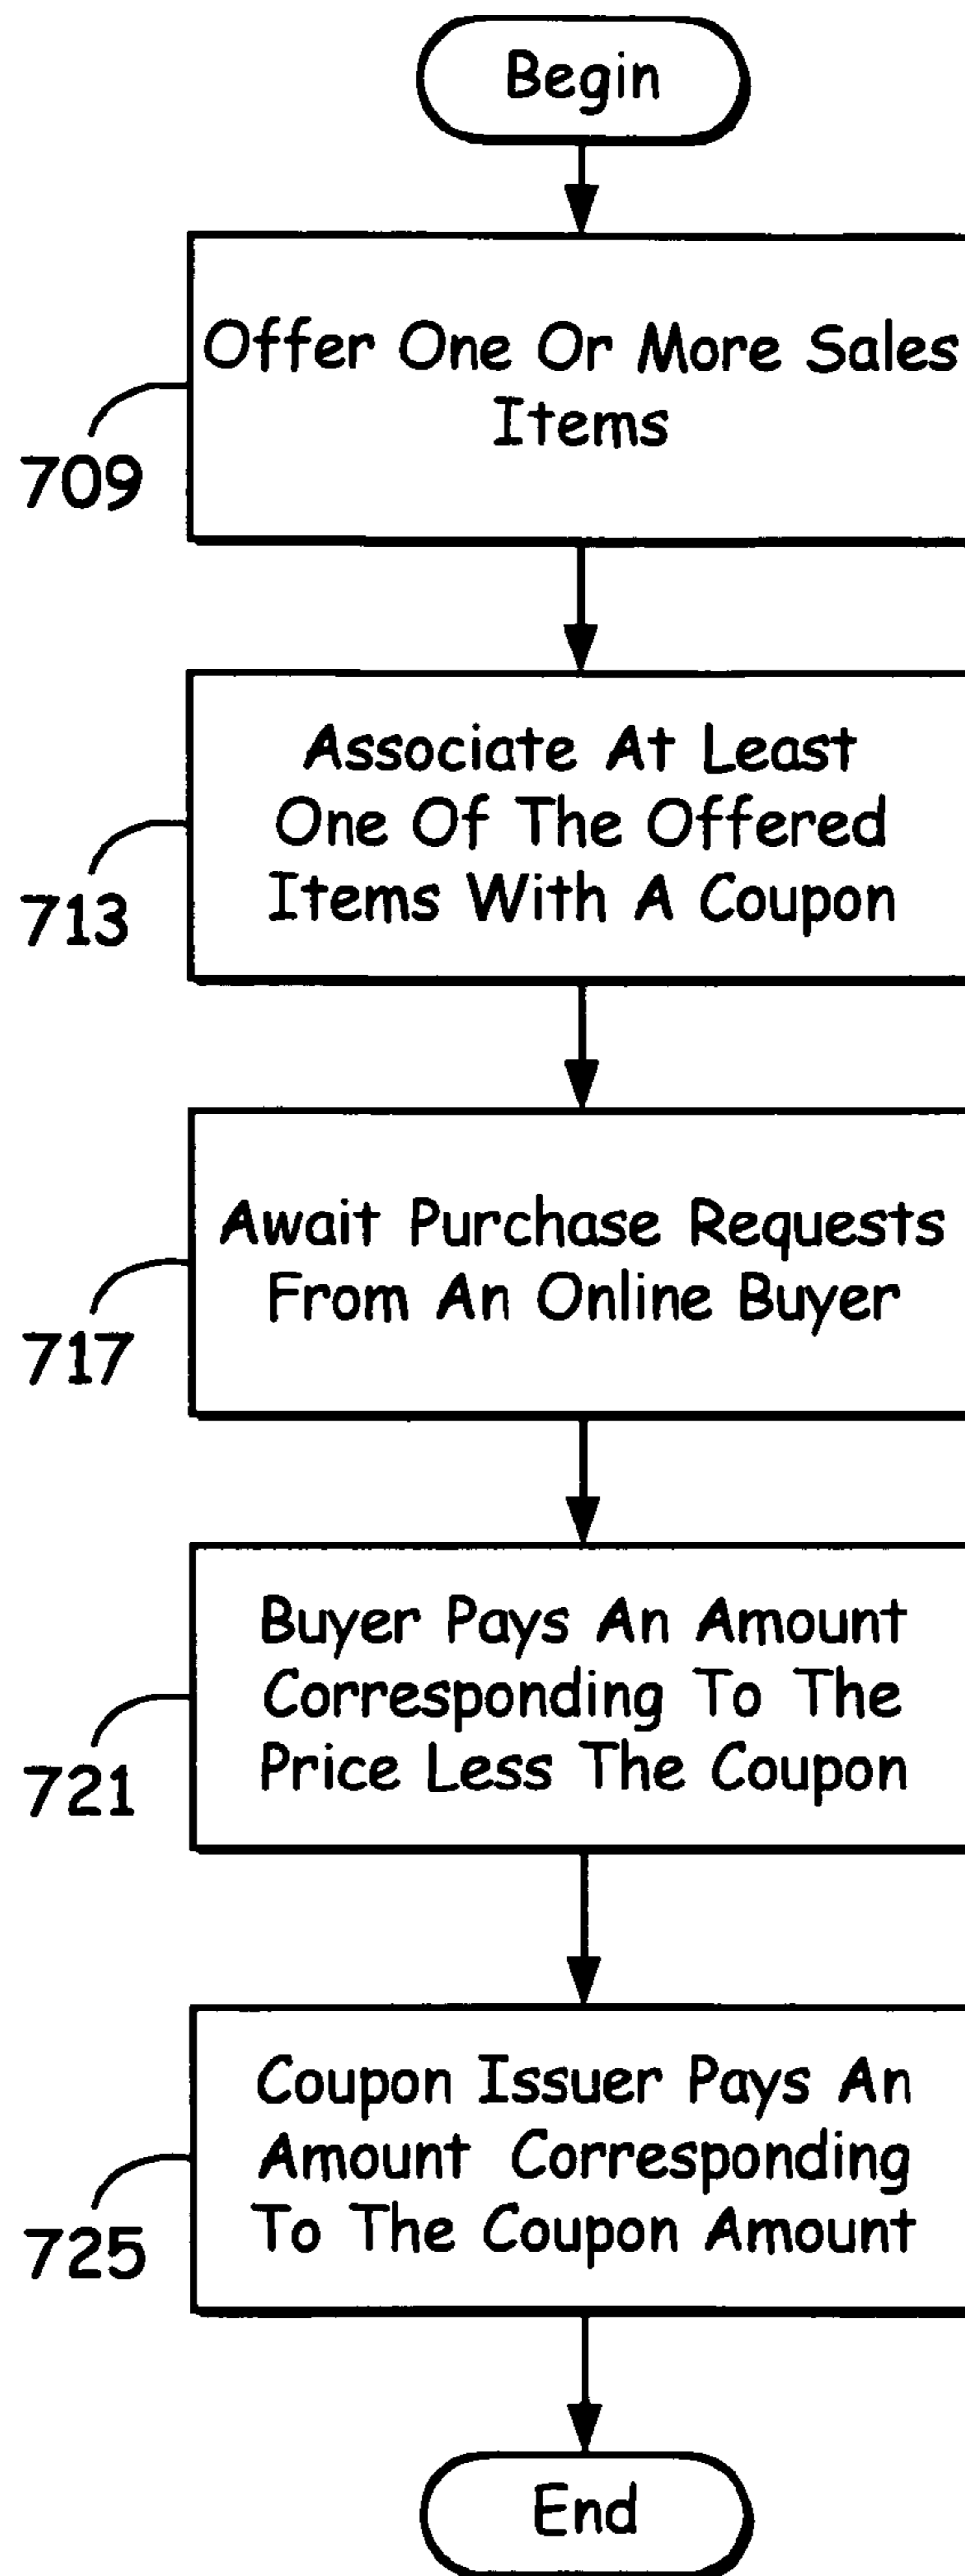 Begin
Offer One Or More Sales
Items
709
Associate At Least
One Of The Offered
Items With A Coupon
713
Await Purchase Requests
From An Online Buyer
717
Buyer Pays An Amount
Corresponding To The
Price Less The Coupon
721
Coupon Issuer Pays An
Amount Corresponding
To The Coupon Amount
725
End